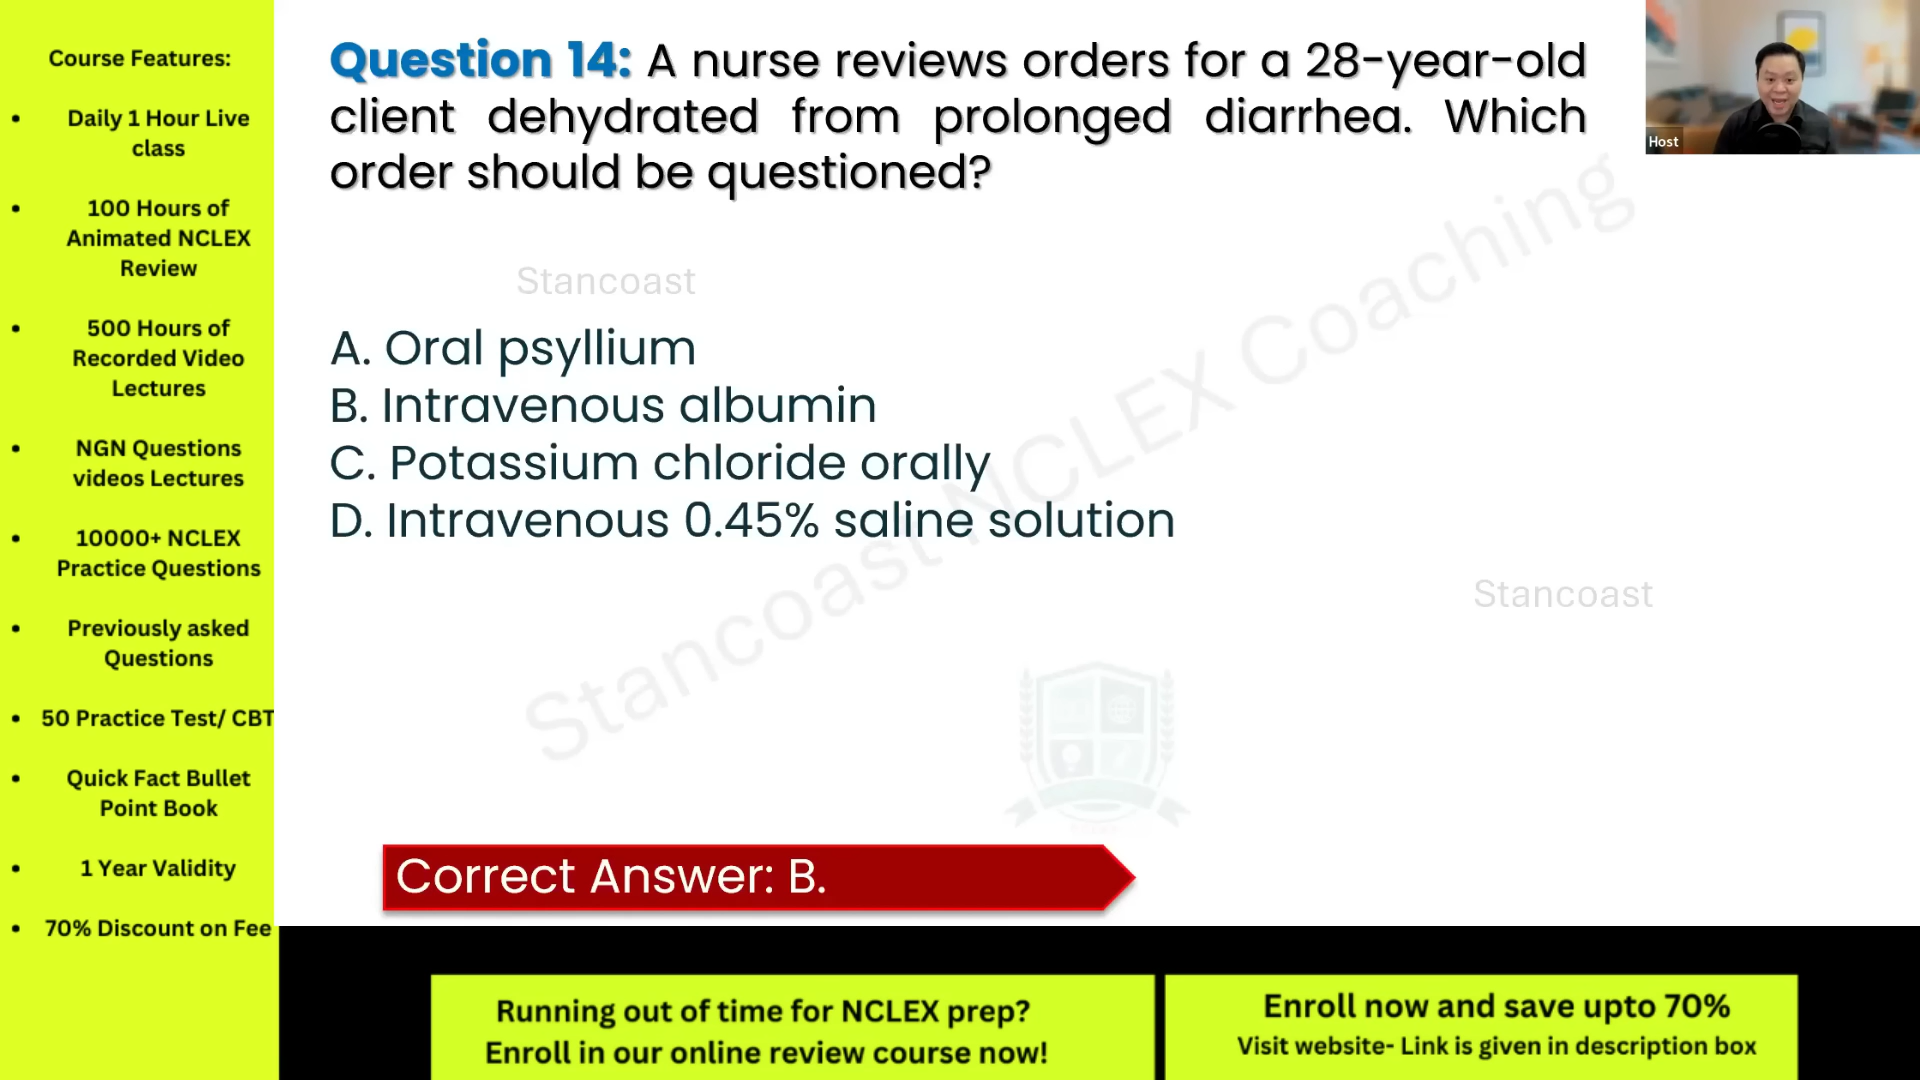 Course Features:
• Daily 1 Hour Live
class
• 100 Hours of
Animated NCLEX
Review
• 500 Hours of
Recorded Video
Lectures
• NGN Questions
videos Lectures
• 10000+ NCLEX
Practice Questions
• Previously asked
Questions
• 50 Practice Test/ CBT
• Quick Fact Bullet
Point Book
• 1 Year Validity
• 70% Discount on Fee
Question 14: A nurse reviews orders for a 28-year-old
client dehydrated from prolonged diarrhea. Which
order should be questioned?
Host
Stancoast
A. Oral psyllium
B. Intravenous albumin
C. Potassium chloride orally
D. Intravenous 0.45% saline solution
Stancoast NCLEX Coaching
Stancoast
Correct Answer: B.
Running out of time for NCLEX prep?
Enroll in our online review course now!
Enroll now and save upto 70%
Visit website- Link is given in description box